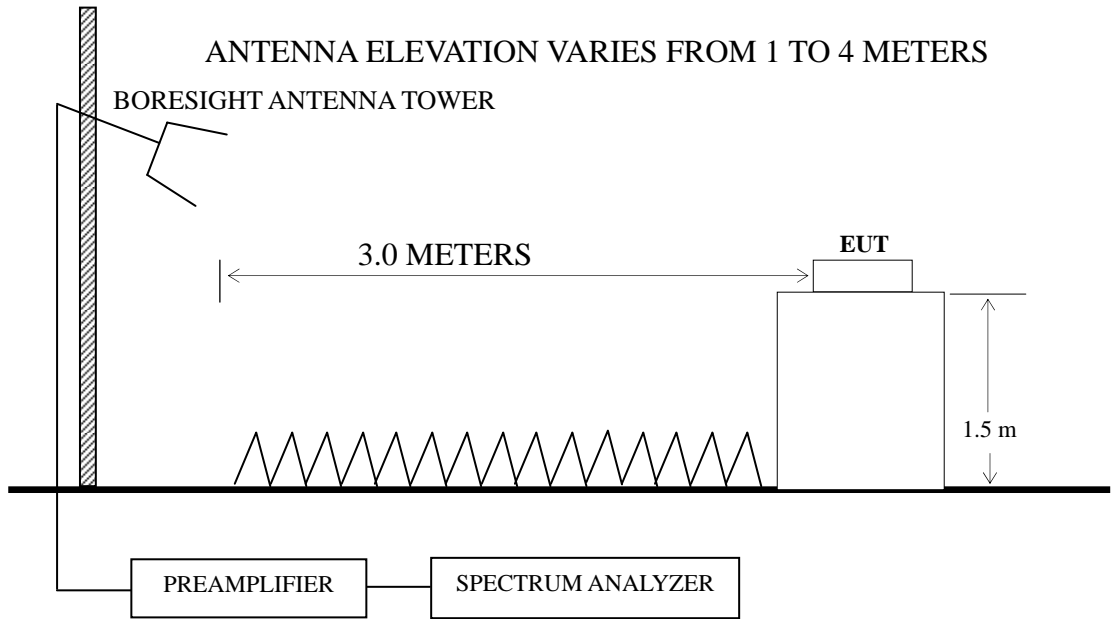 ANTENNA ELEVATION VARIES FROM 1 TO 4 METERS
BORESIGHT ANTENNA TOWER
EUT
3.0 METERS
1.5 m
PREAMPLIFIER
SPECTRUM ANALYZER